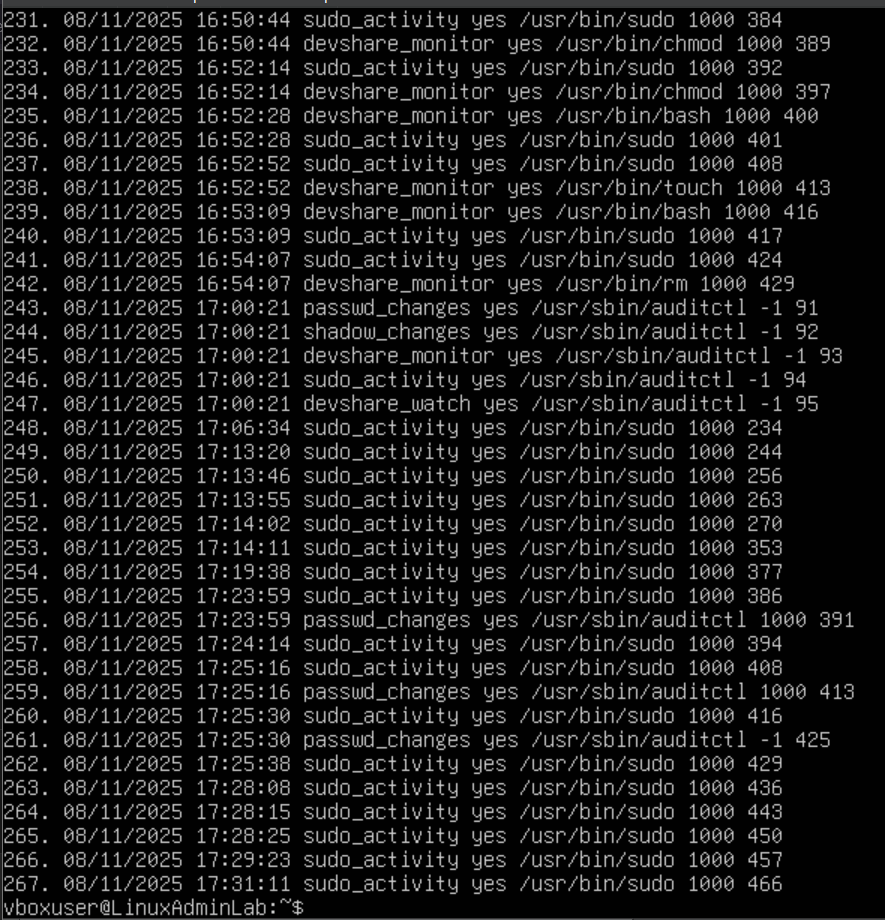 231. 08/11/2025 16:50:44 sudo_activity yes /usr/bin/sudo 1000 384
232. 08/11/2025 16:50:44 devshare_monitor yes /usr/bin/chmod 1000 389
233. 08/11/2025 16:52:14 sudo_activity yes /usr/bin/sudo 1000 392
234. 08/11/2025 16:52:14 devshare_monitor yes /usr/bin/chmod 1000 397
235. 08/11/2025 16:52:28 devshare_monitor yes /usr/bin/bash 1000 400
236. 08/11/2025 16:52:28 sudo_activity yes /usr/bin/sudo 1000 401
237. 08/11/2025 16:52:52 sudo_activity yes /usr/bin/sudo 1000 408
238. 08/11/2025 16:52:52 devshare_monitor yes /usr/bin/touch 1000 413
239. 08/11/2025 16:53:09 devshare_monitor yes /usr/bin/bash 1000 416
240. 08/11/2025 16:53:09 sudo_activity yes /usr/bin/sudo 1000 417
241. 08/11/2025 16:54:07 sudo_activity yes /usr/bin/sudo 1000 424
242. 08/11/2025 16:54:07 devshare_monitor yes /usr/bin/rm 1000 429
243. 08/11/2025 17:00:21 passwd_changes yes /usr/sbin/auditctl -1 91
244. 08/11/2025 17:00:21 shadow_changes yes /usr/sbin/auditctl -1 92
245. 08/11/2025 17:00:21 devshare_monitor yes /usr/sbin/auditctl -1 93
246. 08/11/2025 17:00:21 sudo_activity yes /usr/sbin/auditctl -1 94
247. 08/11/2025 17:00:21 devshare_watch yes /usr/sbin/auditctl -1 95
248. 08/11/2025 17:06:34 sudo_activity yes /usr/bin/sudo 1000 234
249. 08/11/2025 17:13:20 sudo_activity yes /usr/bin/sudo 1000 244
250. 08/11/2025 17:13:46 sudo_activity yes /usr/bin/sudo 1000 256
251. 08/11/2025 17:13:55 sudo_activity yes /usr/bin/sudo 1000 263
252. 08/11/2025 17:14:02 sudo_activity yes /usr/bin/sudo 1000 270
253. 08/11/2025 17:14:11 sudo_activity yes /usr/bin/sudo 1000 353
254. 08/11/2025 17:19:38 sudo_activity yes /usr/bin/sudo 1000 377
255. 08/11/2025 17:23:59 sudo_activity yes /usr/bin/sudo 1000 386
256. 08/11/2025 17:23:59 passwd_changes yes /usr/sbin/auditctl 1000 391
257. 08/11/2025 17:24:14 sudo_activity yes /usr/bin/sudo 1000 394
258. 08/11/2025 17:25:16 sudo_activity yes /usr/bin/sudo 1000 408
259. 08/11/2025 17:25:16 passwd_changes yes /usr/sbin/auditctl 1000 413
260. 08/11/2025 17:25:30 sudo_activity yes /usr/bin/sudo 1000 416
261. 08/11/2025 17:25:30 passwd_changes yes /usr/sbin/auditctl -1 425
262. 08/11/2025 17:25:38 sudo_activity yes /usr/bin/sudo 1000 429
263. 08/11/2025 17:28:08 sudo_activity yes /usr/bin/sudo 1000 436
264. 08/11/2025 17:28:15 sudo_activity yes /usr/bin/sudo 1000 443
265. 08/11/2025 17:28:25 sudo_activity yes /usr/bin/sudo 1000 450
266. 08/11/2025 17:29:23 sudo_activity yes /usr/bin/sudo 1000 457
267. 08/11/2025 17:31:11 sudo_activity yes /usr/bin/sudo 1000 466
vboxuser@LinuxAdminLab:~$